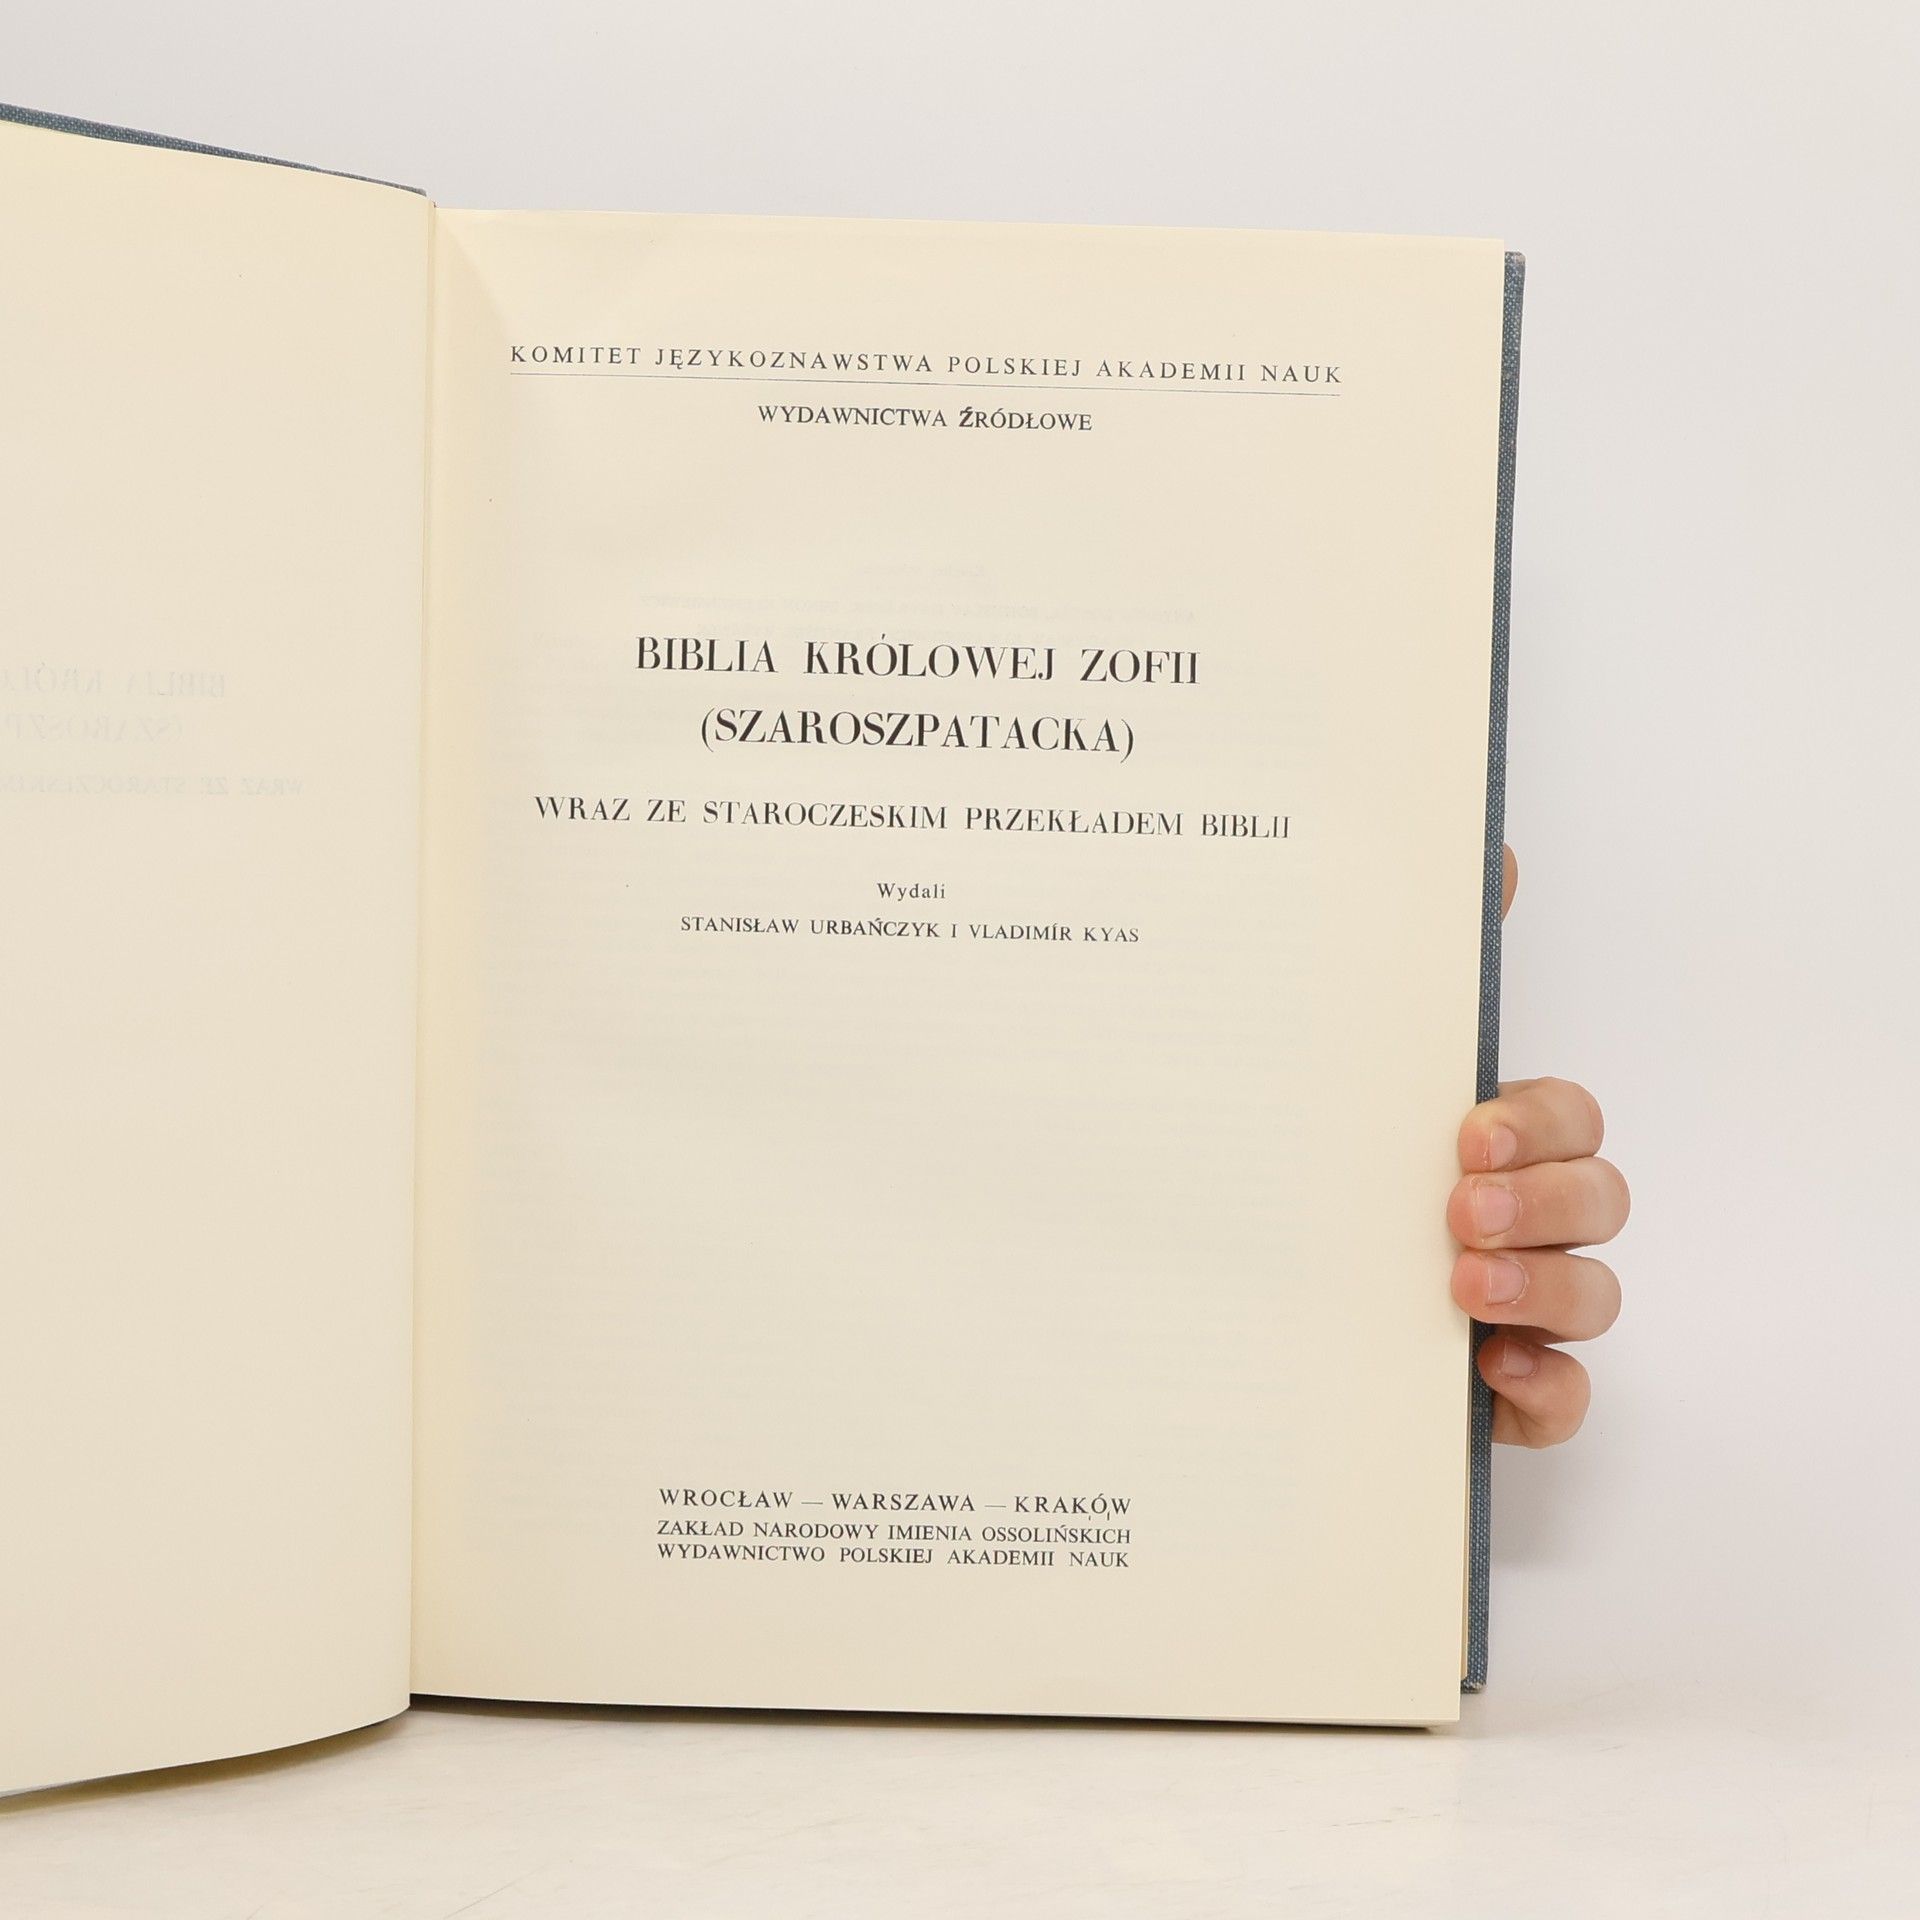 KOMITET JĘZYKOZNAWSTWA POLSKIEJ AKADEMII NAUK
WYDAWNICTWA ŹRÓDŁOWE
BIBLIA KRÓLOWEJ ZOFII
(SZAROSZPATACKA)
WRAZ ZE STAROCZESKIM PRZEKŁADEM BIBLII
Wydali
STANISŁAW URBAŃCZYK I VLADIMÍR KYAS
WROCŁAW — WARSZAWA — KRAKÓW
ZAKŁAD NARODOWY IMIENIA OSSOLIŃSKICH
WYDAWNICTWO POLSKIEJ AKADEMII NAUK